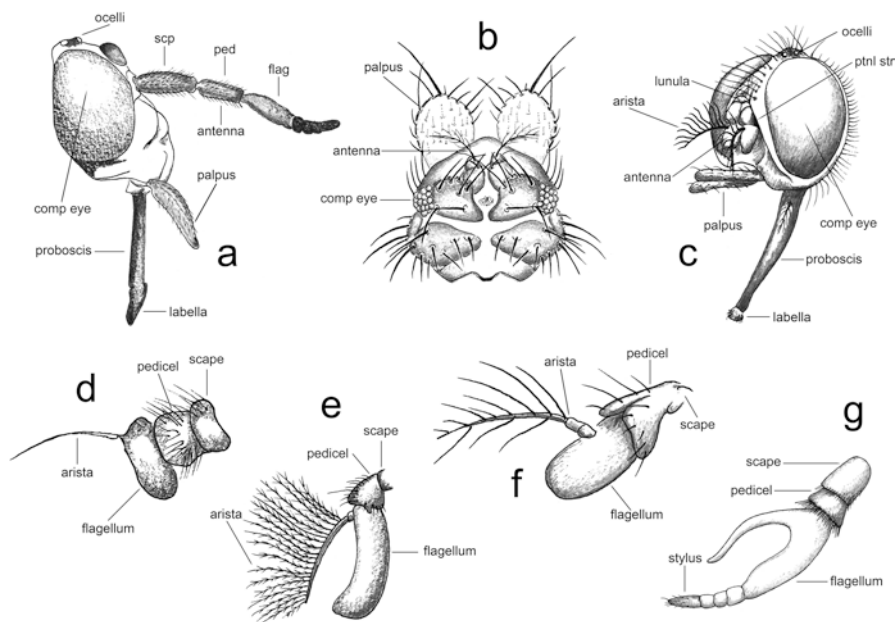 ocelli
scp
ped
flag
antenna
comp eye
palpus
proboscis
a
labella
b
palpus
antenna
comp eye
ocelli
ptnl str
lunula
arista
antenna
palpus
comp eye
c
proboscis
labella
d
pedicel
scape
arista
flagellum
e
scape
pedicel
arista
flagellum
f
arista
pedicel
scape
flagellum
g
scape
pedicel
stylus
flagellum